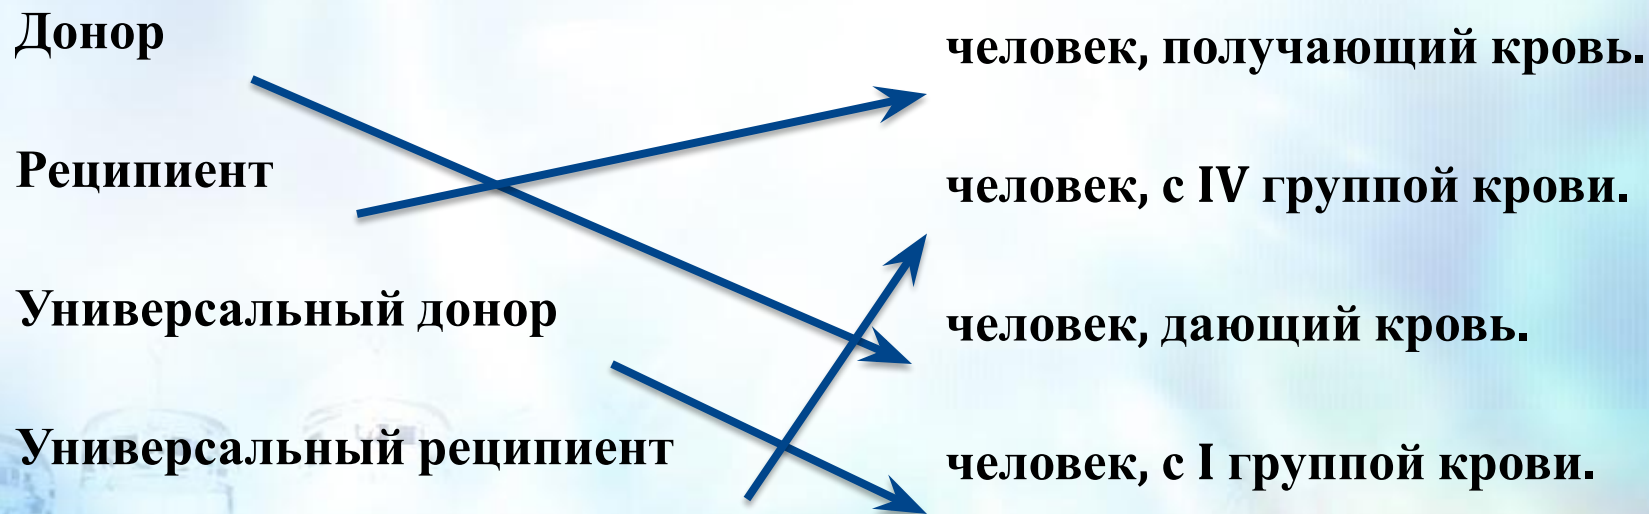 Донор
человек, получающий кровь.
Реципиент
человек, с IV группой крови.
Универсальный донор
человек, дающий кровь.
Универсальный реципиент
человек, с I группой крови.